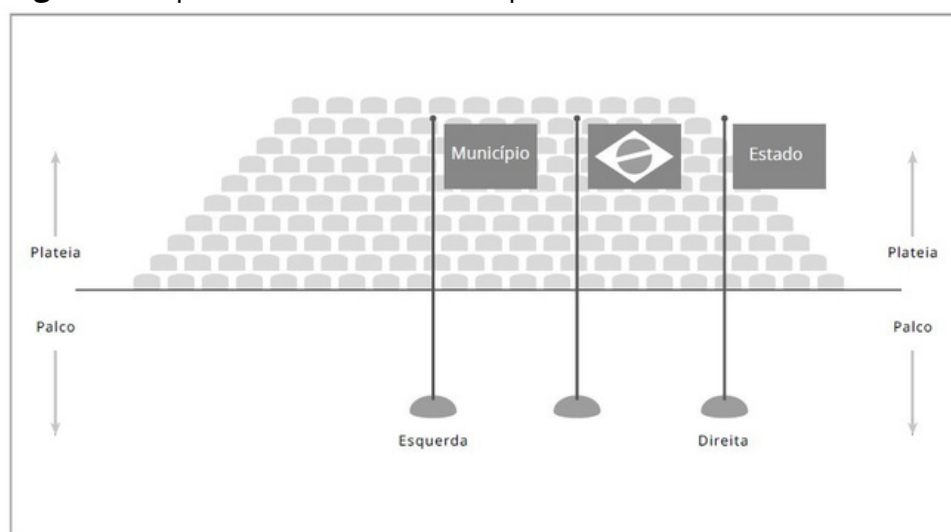 Município
Estado
Plateia
Plateia
Palco
Palco
Esquerda
Direita